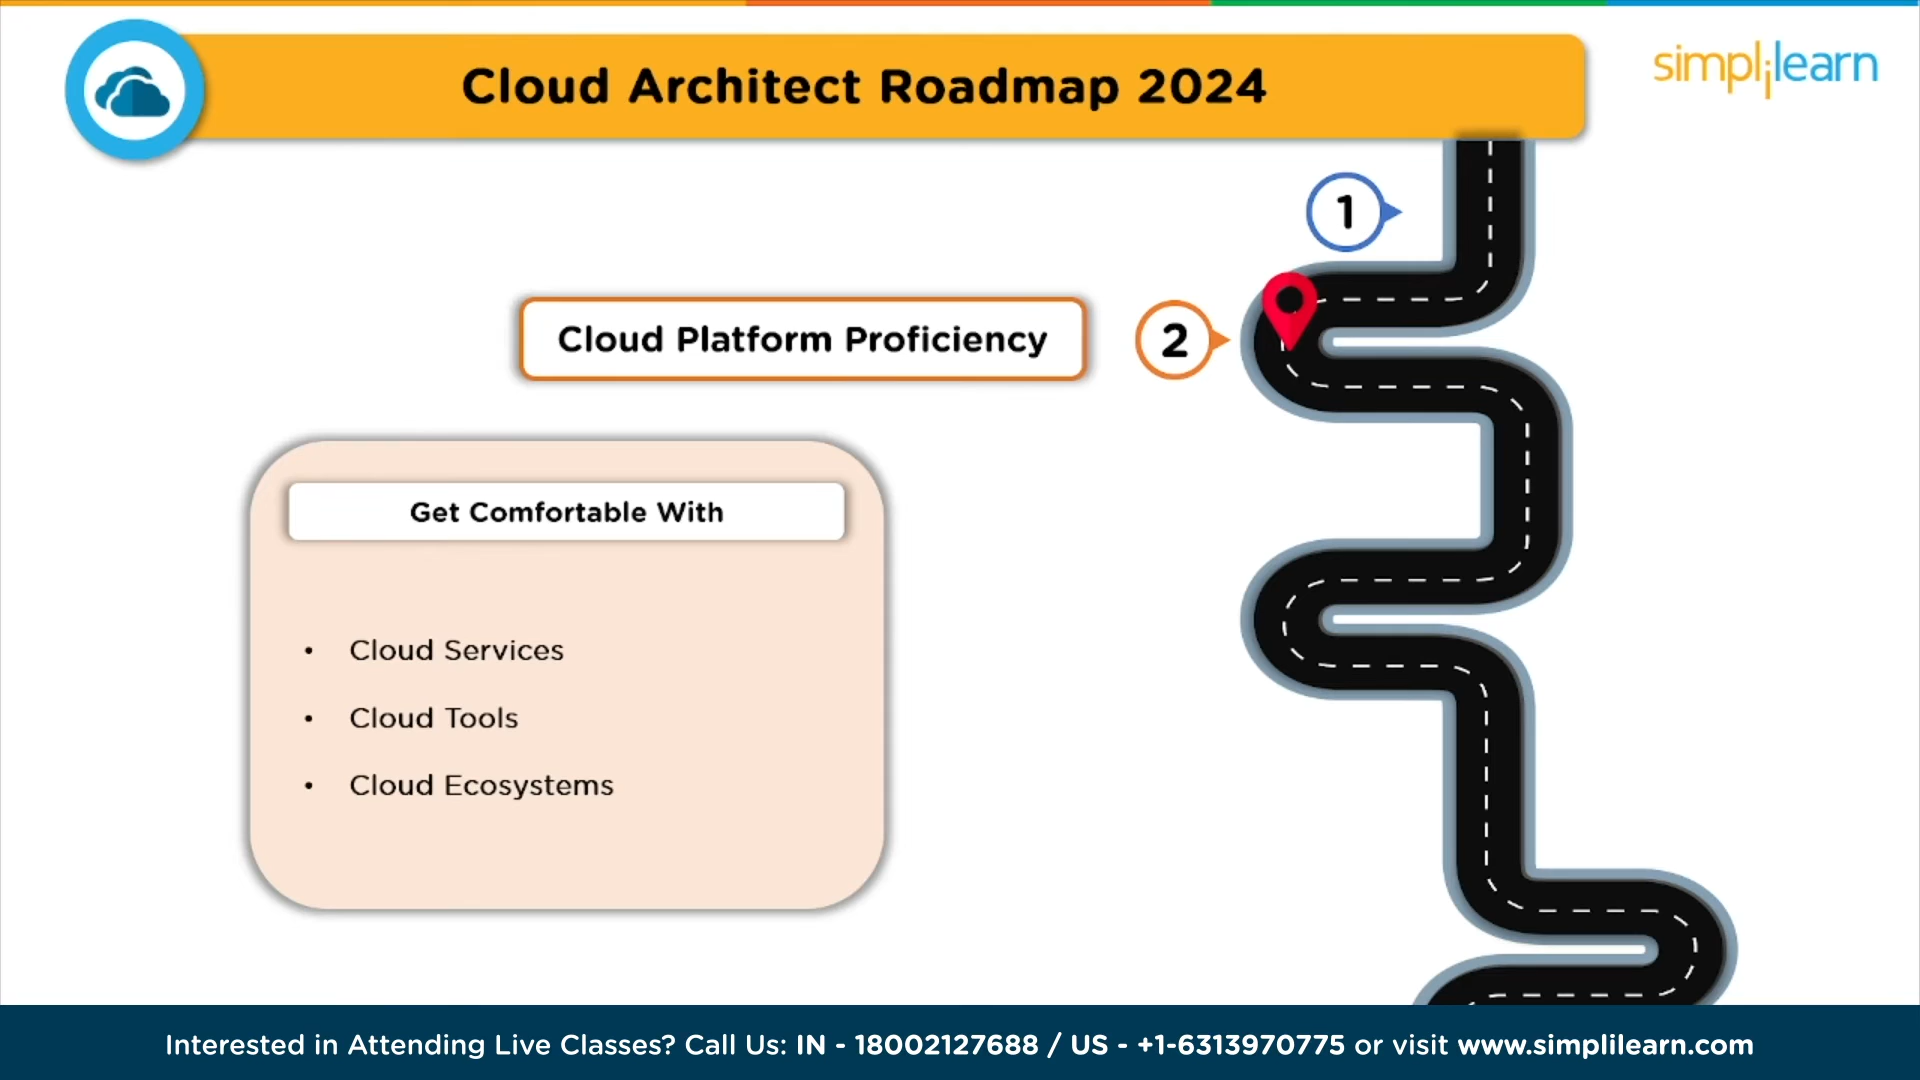 Cloud Architect Roadmap 2024
simplilearn
1
Cloud Platform Proficiency
2
Get Comfortable With
• Cloud Services
• Cloud Tools
• Cloud Ecosystems
Interested in Attending Live Classes? Call Us: IN - 18002127688 / US - +1-6313970775 or visit www.simplilearn.com